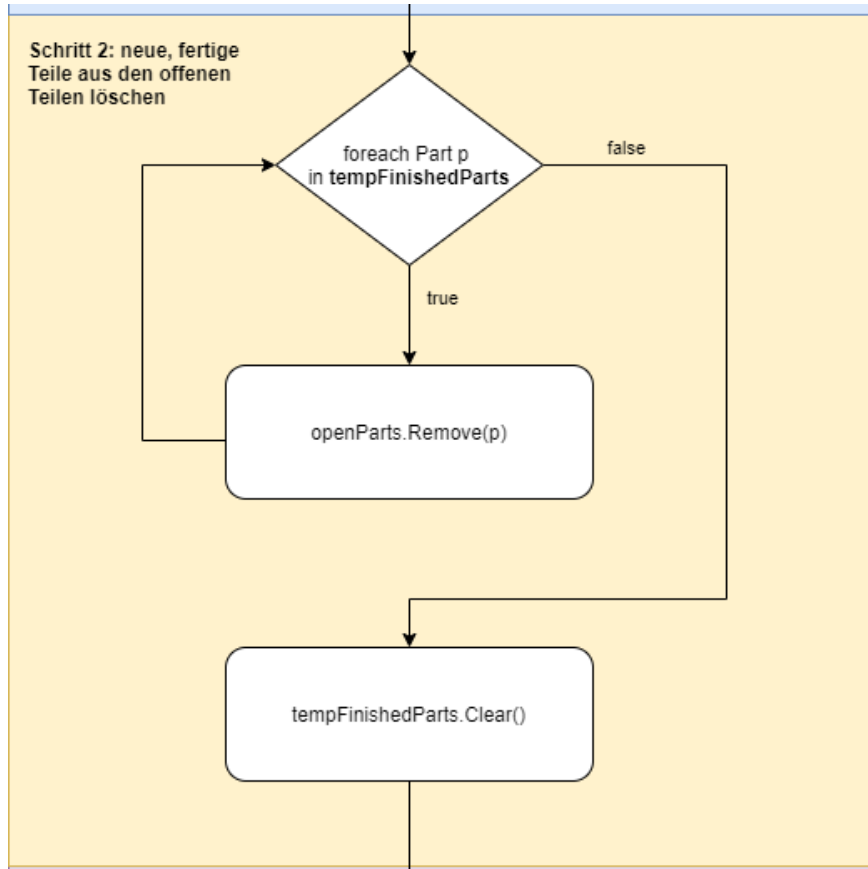 Schritt 2: neue, fertige
Teile aus den offenen
Teilen löschen
foreach Part p
in tempFinishedParts
false
true
openParts.Remove(p)
tempFinishedParts.Clear()